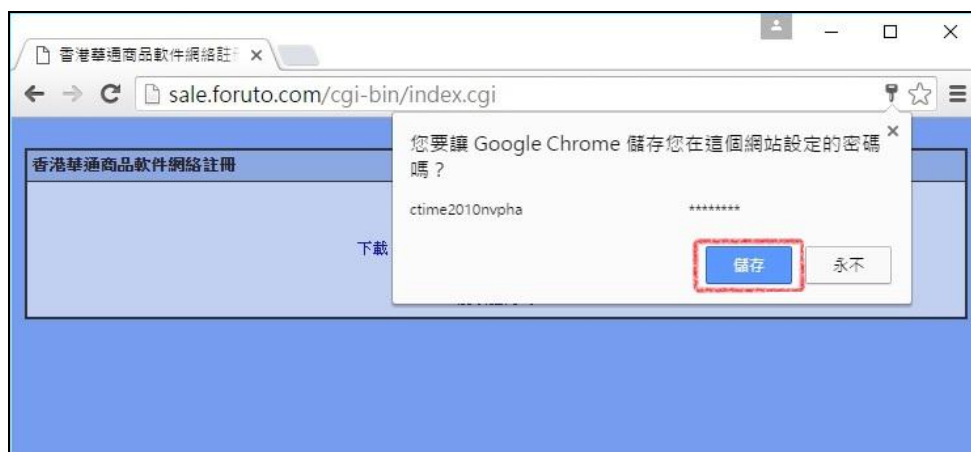 香港華通商品軟件網絡註
sale.foruto.com/cgi-bin/index.cgi
您要讓 Google Chrome 儲存您在這個網站設定的密碼
嗎？
香港華通商品軟件網絡註冊
ctime2010nvpha ********
下載
儲存 永不